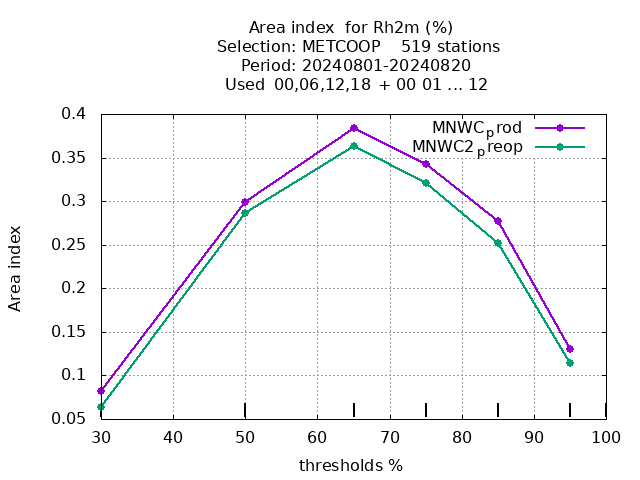 Area index  for Rh2m (%)
Selection: METCOOP    519 stations
Period: 20240801-20240820
Used  00,06,12,18 + 00 01 ... 12
0.4
MNWCprod
0.35
MNWC2preop
0.3
0.25
Area index
0.2
0.15
0.1
0.05
30 40 50 60 70 80 90 100
thresholds %